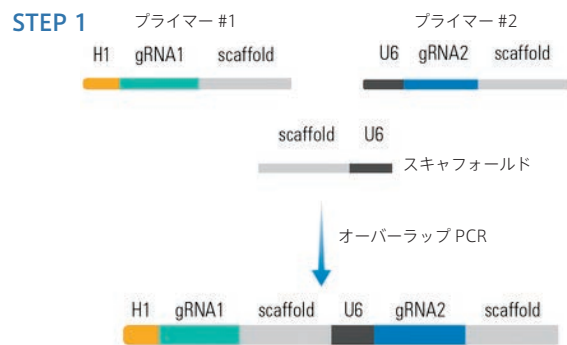 STEP 1
プライマー #1
プライマー #2
H1 gRNA1 scaffold
U6 gRNA2 scaffold
scaffold U6
スキャフォールド
オーバーラップ PCR
H1 gRNA1 scaffold U6 gRNA2 scaffold